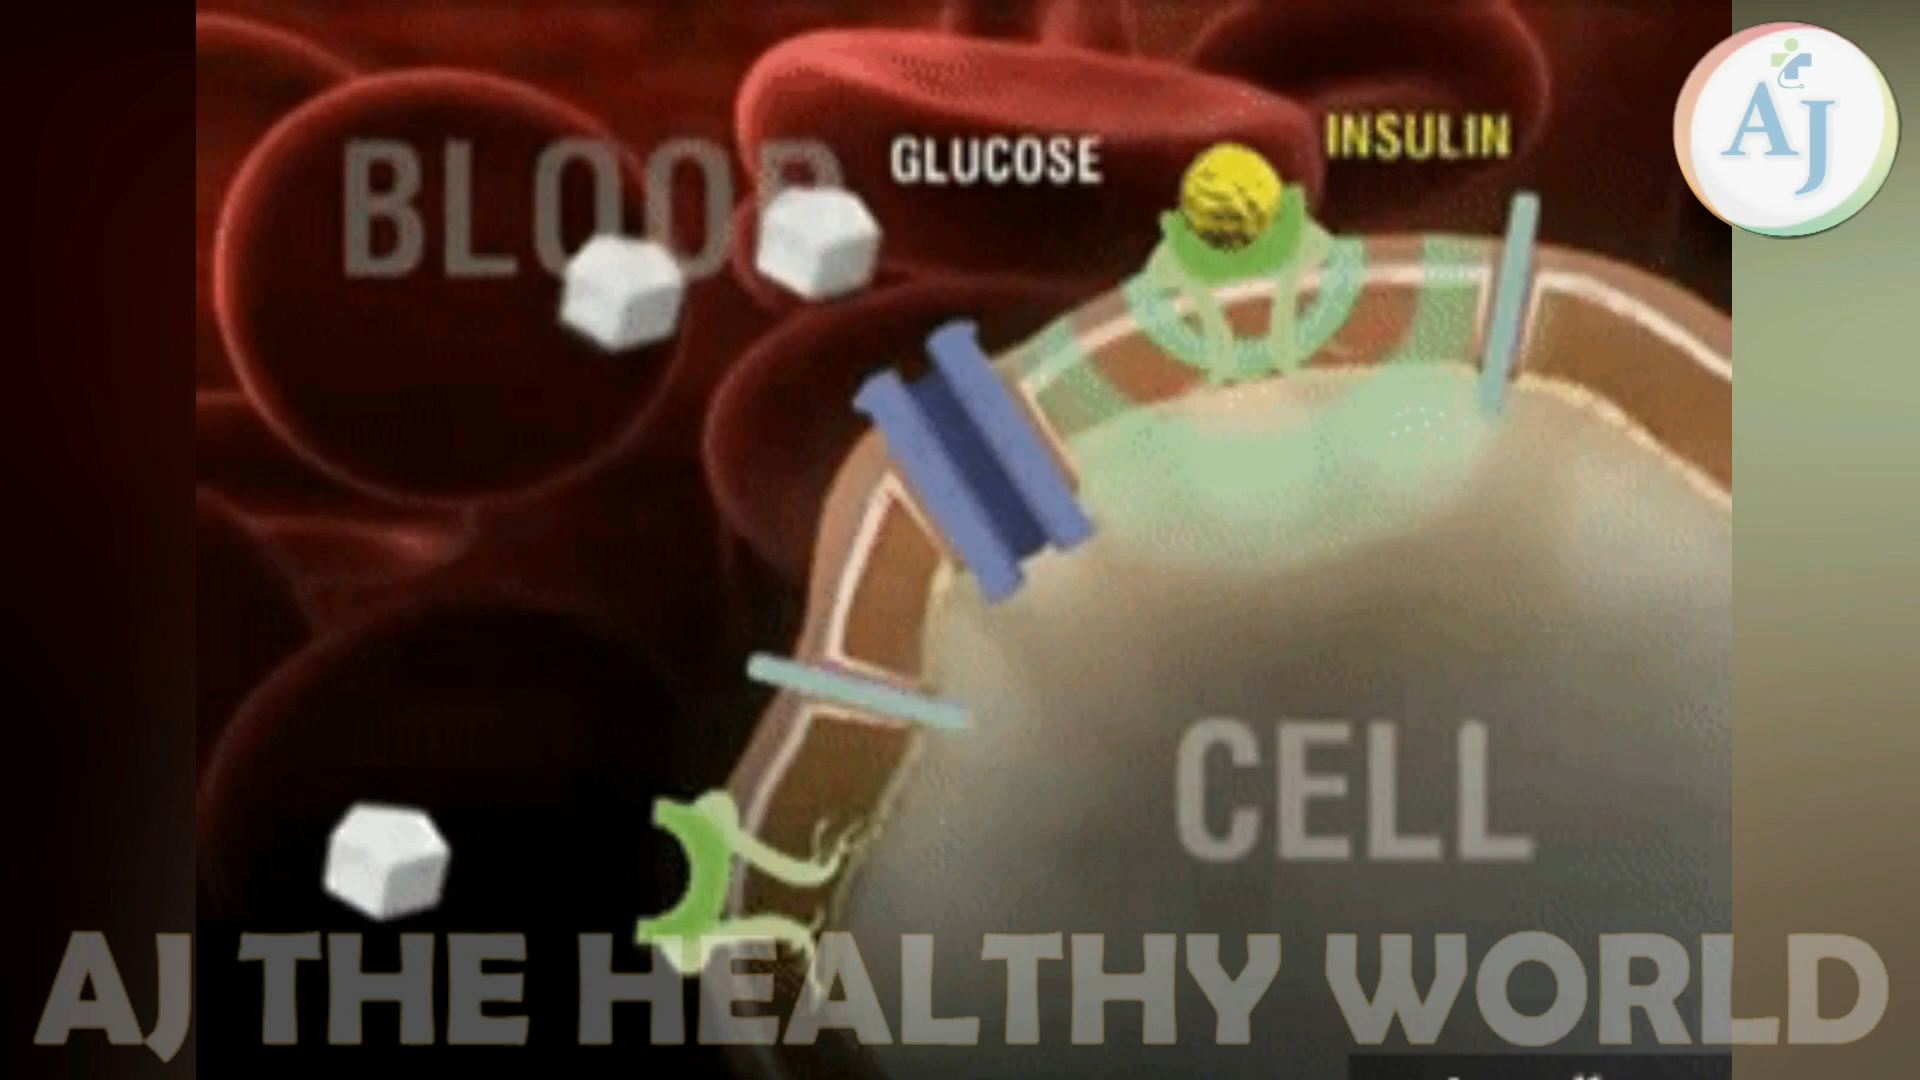 BLOOD
GLUCOSE
INSULIN
AJ
CELL
AJ THE HEALTHY WORLD